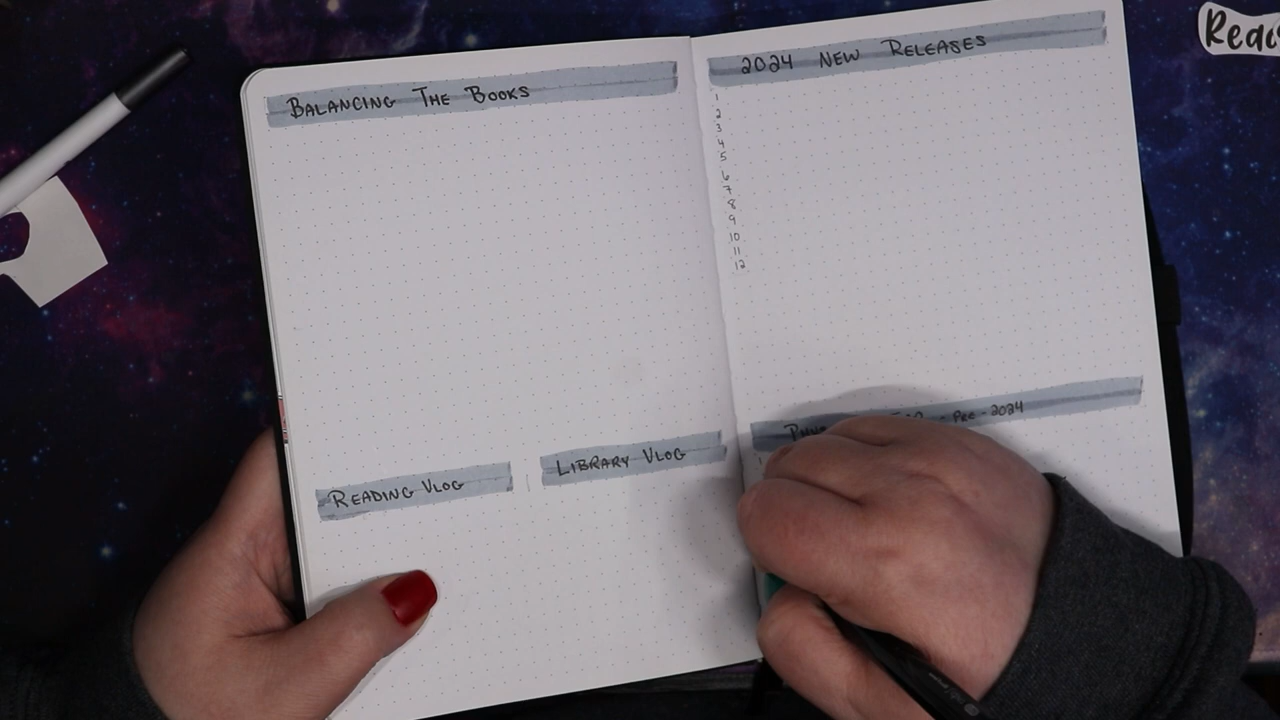 BALANCING THE BOOKS
READING VLOG
LIBRARY VLOG
2024 NEW RELEASES
1
2
3
4
5
6
7
8
9
10
11
12
- PRE-2024
1